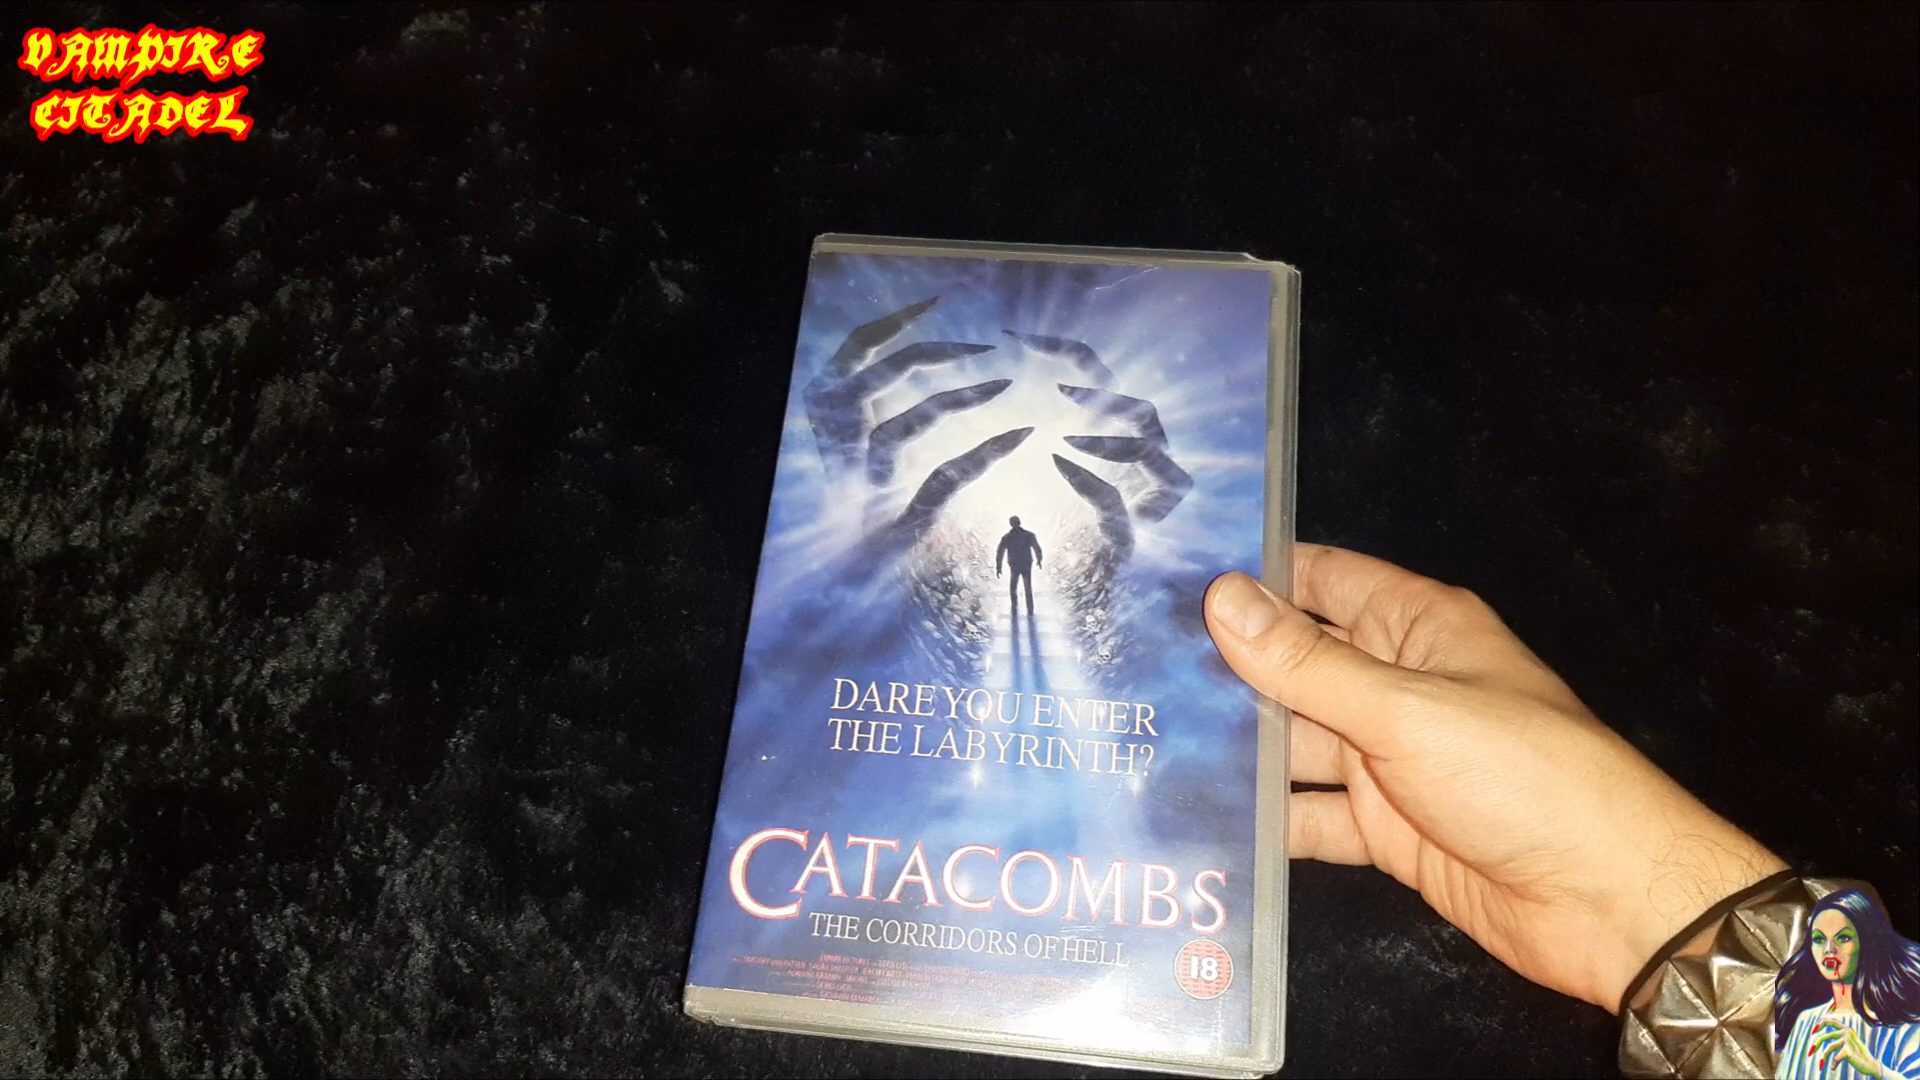 VAMPIRE
CITADEL
DARE YOU ENTER
THE LABYRINTH?
CATACOMBS
THE CORRIDORS OF HELL
18